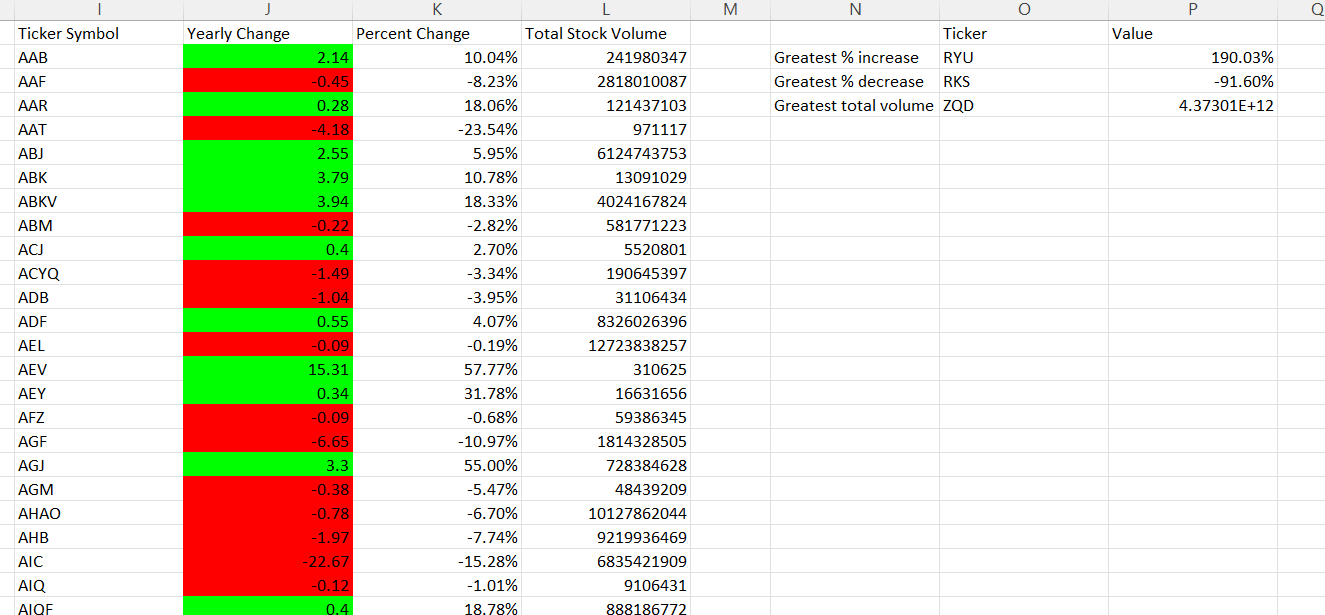 I J K L M N O P Q
Ticker Symbol Yearly Change Percent Change Total Stock Volume Ticker Value
AAB 2.14 10.04% 241980347 Greatest % increase RYU 190.03%
AAF -0.45 -8.23% 2818010087 Greatest % decrease RKS -91.60%
AAR 0.28 18.06% 121437103 Greatest total volume ZQD 4.37301E+12
AAT -4.18 -23.54% 971117
ABJ 2.55 5.95% 6124743753
ABK 3.79 10.78% 13091029
ABKV 3.94 18.33% 4024167824
ABM -0.22 -2.82% 581771223
ACJ 0.4 2.70% 5520801
ACYQ -1.49 -3.34% 190645397
ADB -1.04 -3.95% 31106434
ADF 0.55 4.07% 8326026396
AEL -0.09 -0.19% 12723838257
AEV 15.31 57.77% 310625
AEY 0.34 31.78% 16631656
AFZ -0.09 -0.68% 59386345
AGF -6.65 -10.97% 1814328505
AGJ 3.3 55.00% 728384628
AGM -0.38 -5.47% 48439209
AHAO -0.78 -6.70% 10127862044
AHB -1.97 -7.74% 9219936469
AIC -22.67 -15.28% 6835421909
AIQ -0.12 -1.01% 9106431
AIQF 0.4 18.78% 888186772